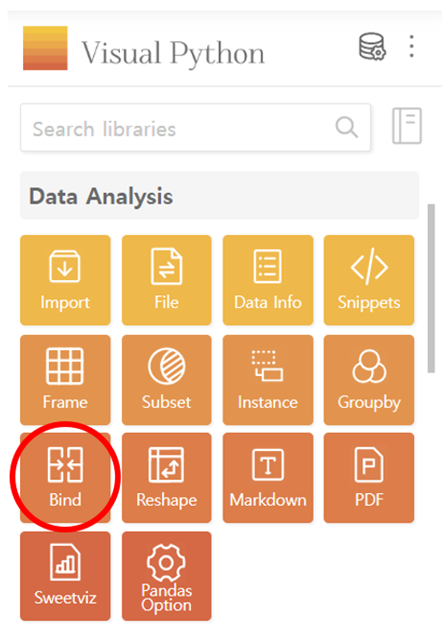 Visual Python
Search libraries
Data Analysis
Import
File
Data Info
Snippets
Frame
Subset
Instance
Groupby
Bind
Reshape
Markdown
PDF
Sweetviz
Pandas
Option